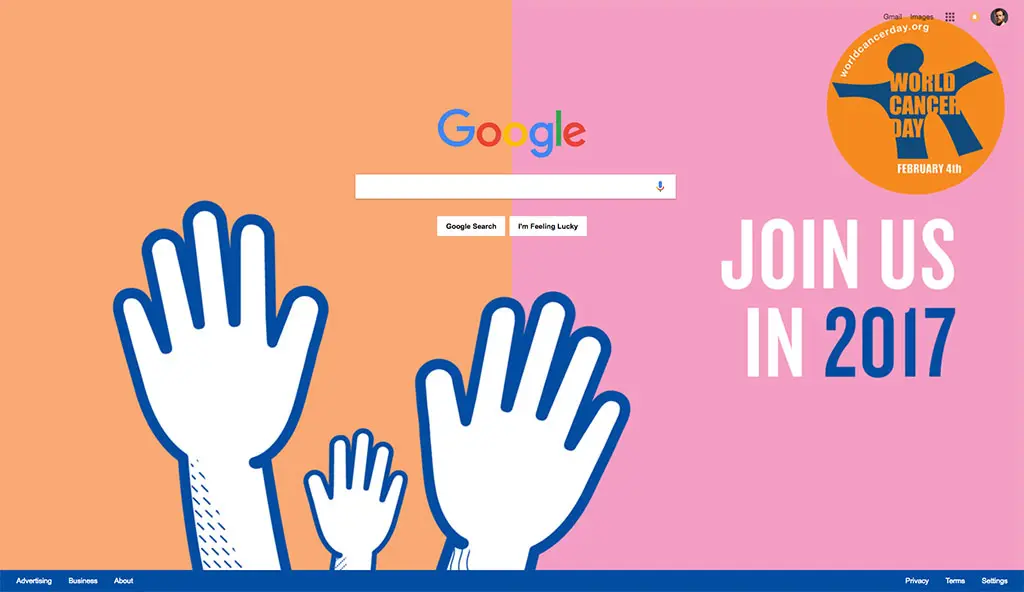 Gmail Images
worldcancerday.org
WORLD
CANCER
DAY
FEBRUARY 4th
Google
Google Search I'm Feeling Lucky
JOIN US
IN 2017
Advertising Business About Privacy Terms Settings